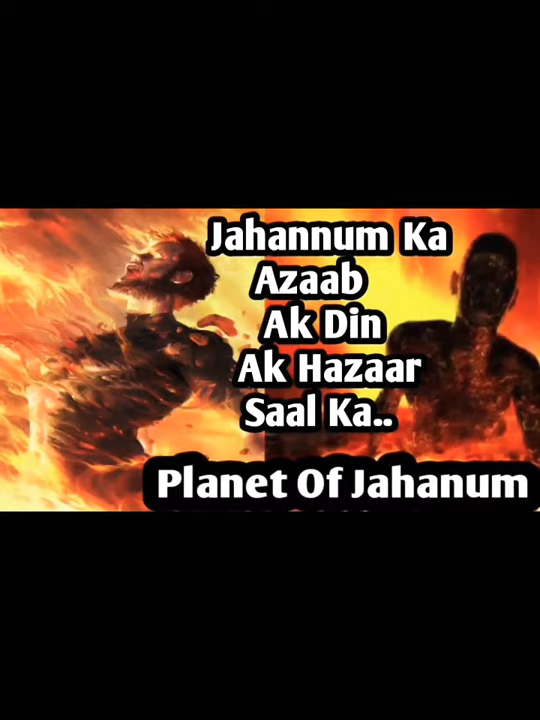 Jahannum Ka
Azaab
Ak Din
Ak Hazaar
Saal Ka..
Planet Of Jahanum